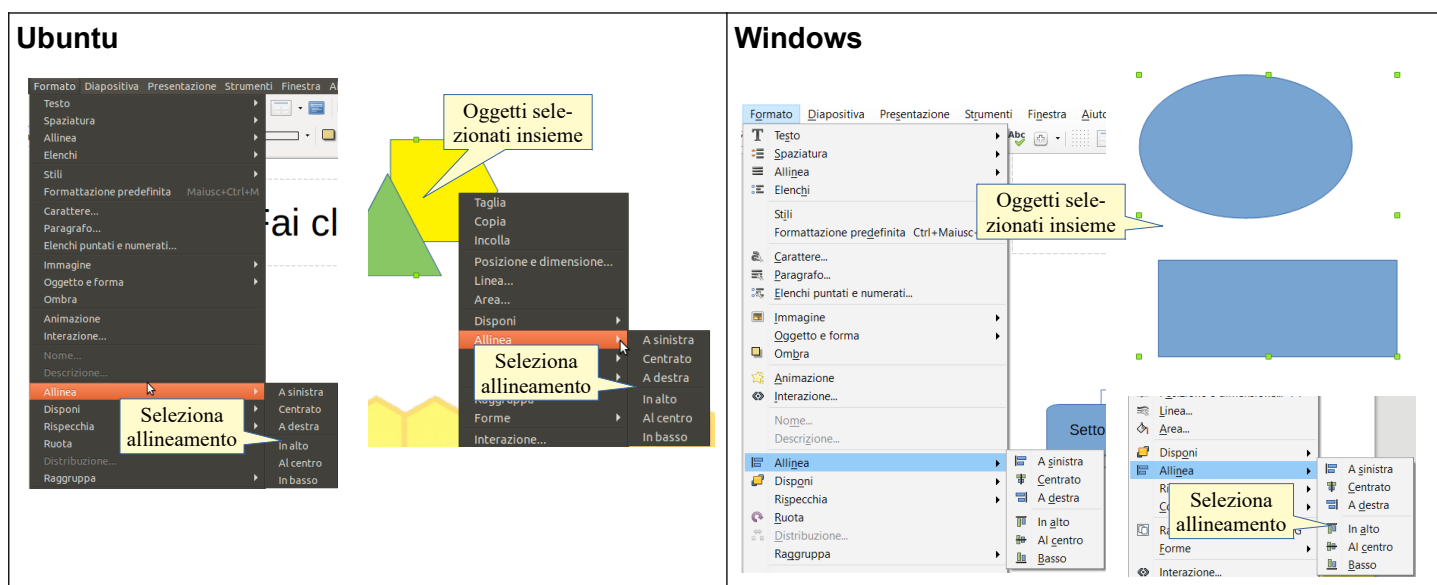 Ubuntu
Formato Diapositiva Presentazione Strumenti Finestra
Testo
Spaziatura
Allinea
Elenchi
Stili
Formattazione predefinita Maiusc+Ctrl+M
Carattere...
Paragrafo...
Elenchi puntati e numerati...
Immagine
Oggetto e forma
Ombra
Animazione
Interazione...
Nome...
Descrizione...
Allinea
Disponi
Rispecchia
Ruota
Distribuzione...
Raggruppa
A sinistra
Centrato
A destra
In alto
Al centro
In basso
Seleziona
allineamento
Fai cl
Oggetti sele-
zionati insieme
Taglia
Copia
Incolla
Posizione e dimensione...
Linea...
Area...
Disponi
Allinea
Raggruppa
Forme
Interazione...
Seleziona
allineamento
A sinistra
Centrato
A destra
In alto
Al centro
In basso
Windows
Formato Diapositiva Presentazione Strumenti Finestra Aiuto
Testo
Spaziatura
Allinea
Elenchi
Stili
Formattazione predefinita Ctrl+Maiusc+
Carattere...
Paragrafo...
Elenchi puntati e numerati...
Immagine
Oggetto e forma
Ombra
Animazione
Interazione...
Nome...
Descrizione...
Allinea
Disponi
Rispecchia
Ruota
Distribuzione...
Raggruppa
A sinistra
Centrato
A destra
In alto
Al centro
Basso
Abc
Oggetti sele-
zionati insieme
Setto
Linea...
Area...
Disponi
Allinea
Forme
Interazione...
Seleziona
allineamento
A sinistra
Centrato
A destra
In alto
Al centro
Basso